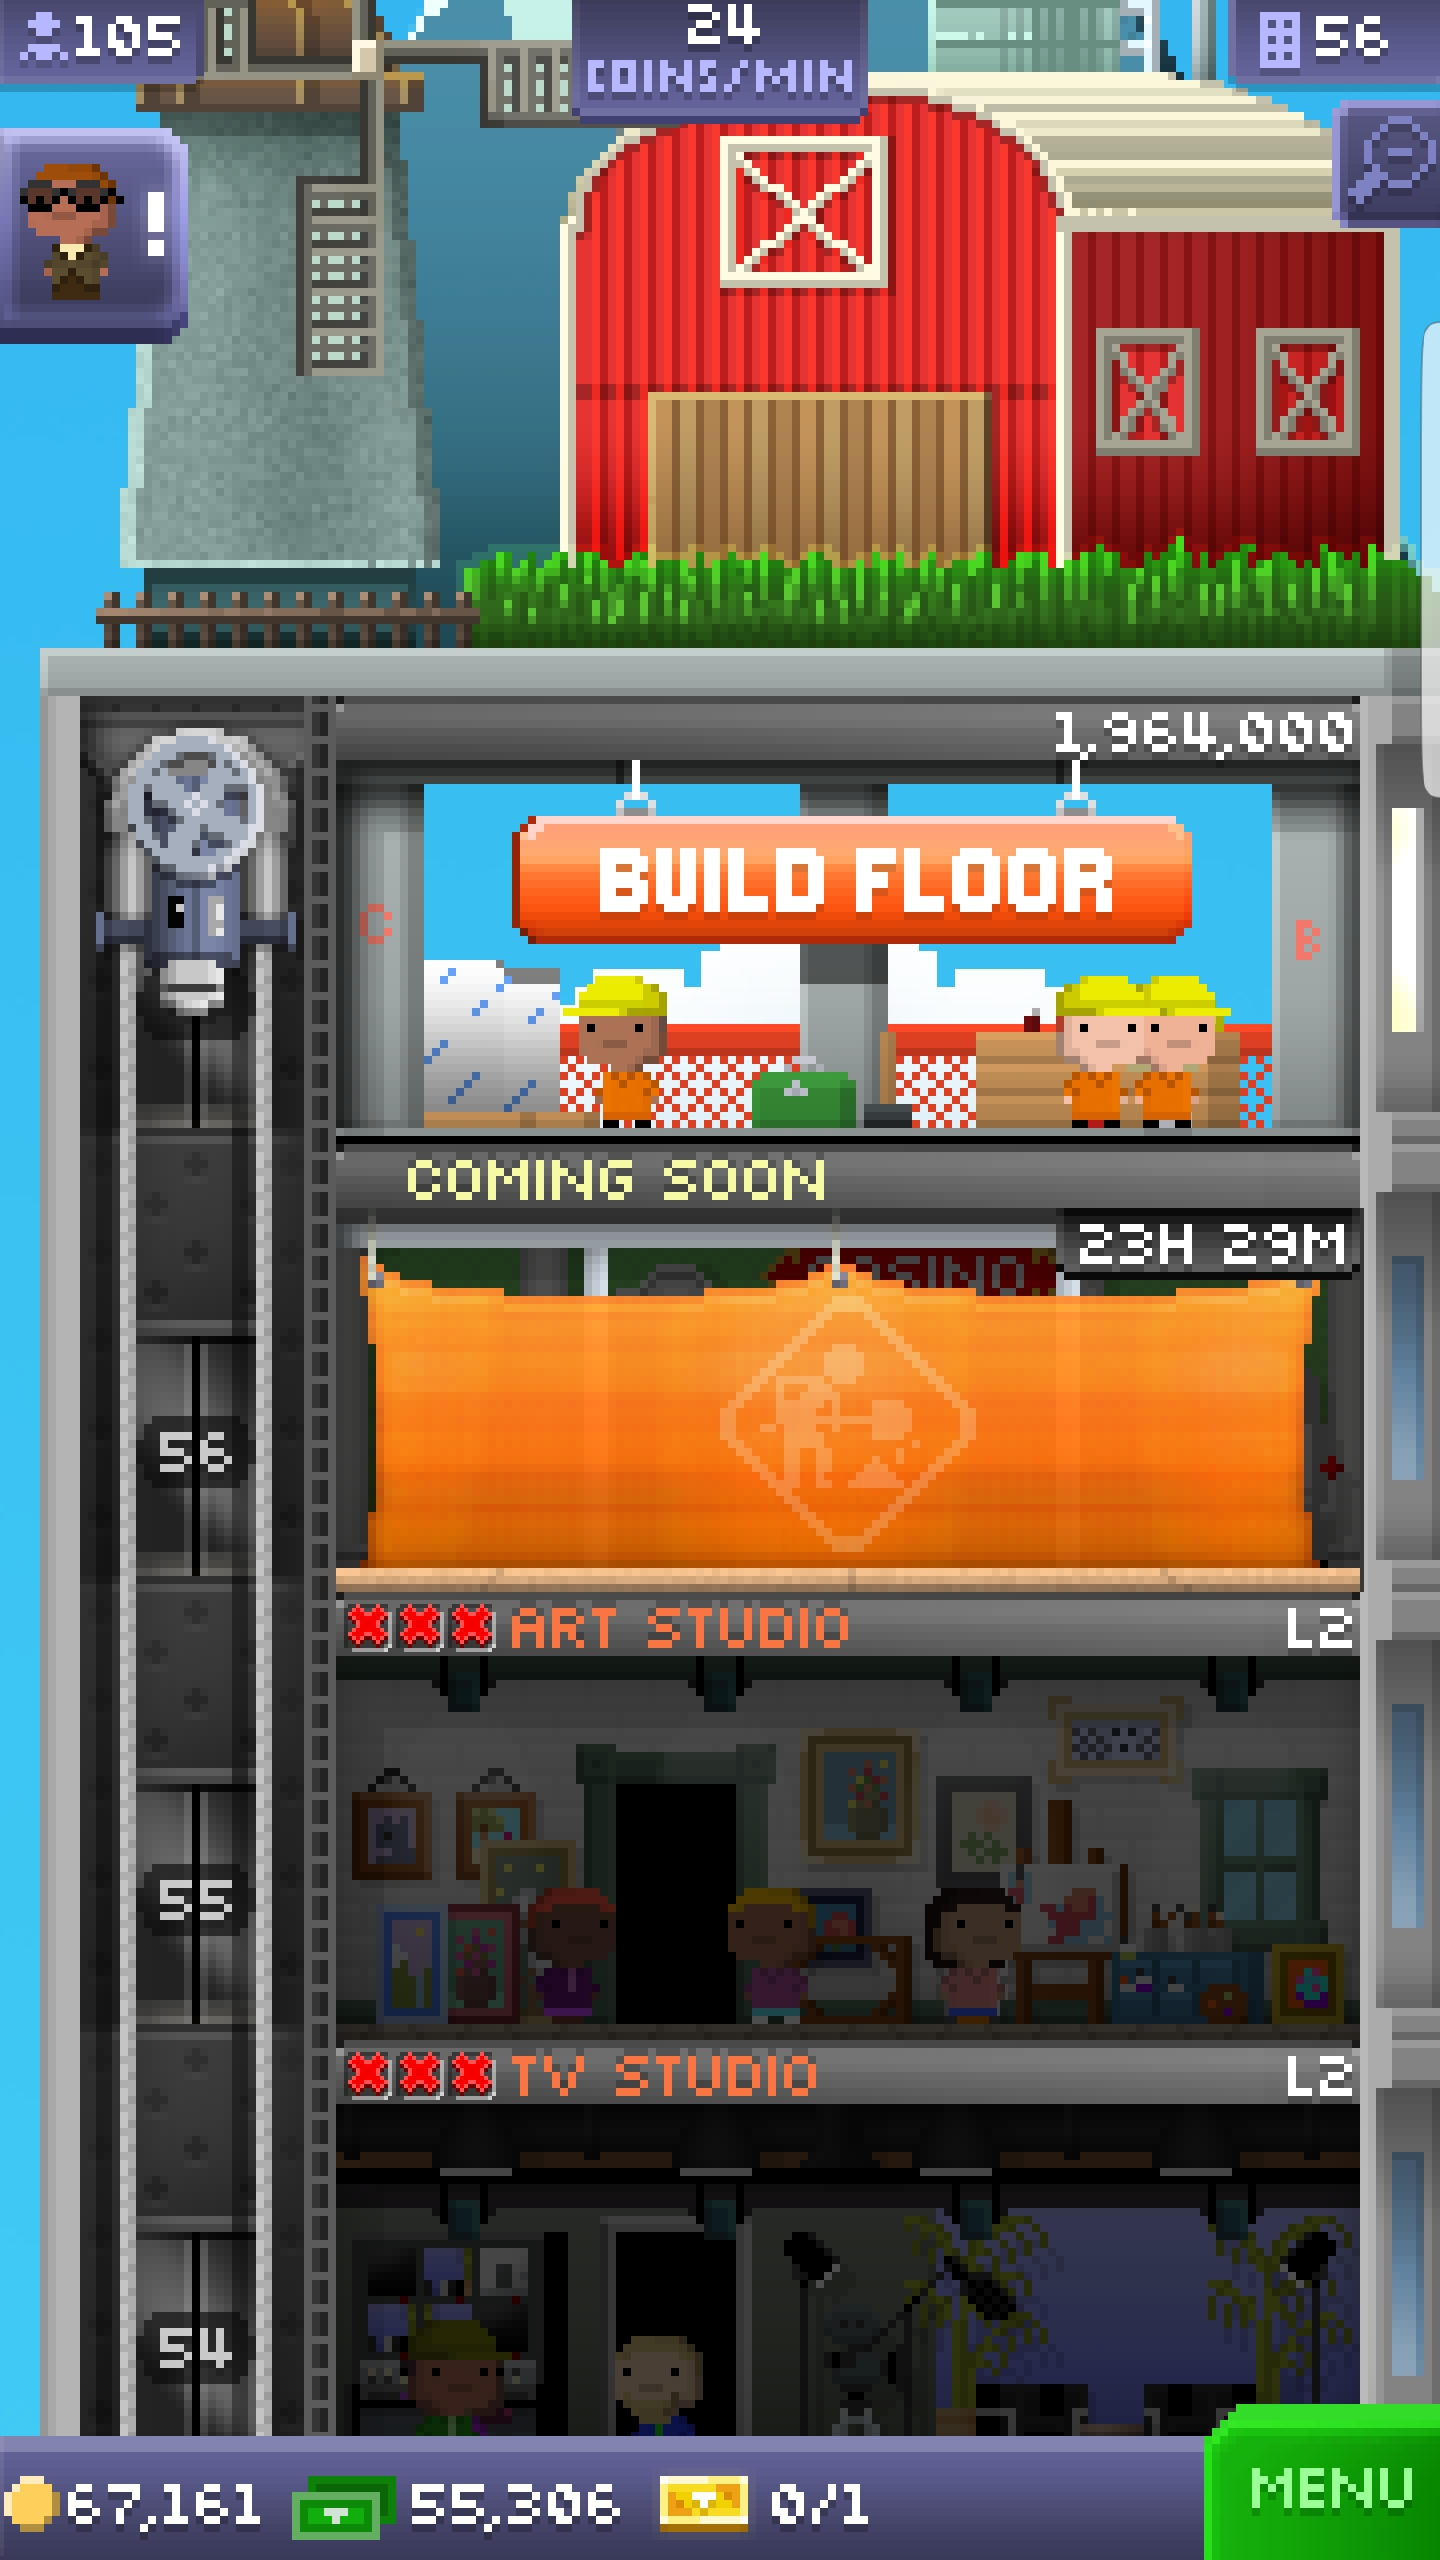 105
24
COINS/MIN
56
!
1,964,000
BUILD FLOOR
C
B
COMING SOON
23H 29M
56
ART STUDIO L2
55
TV STUDIO L2
54
67,161 55,306 0/1 MENU